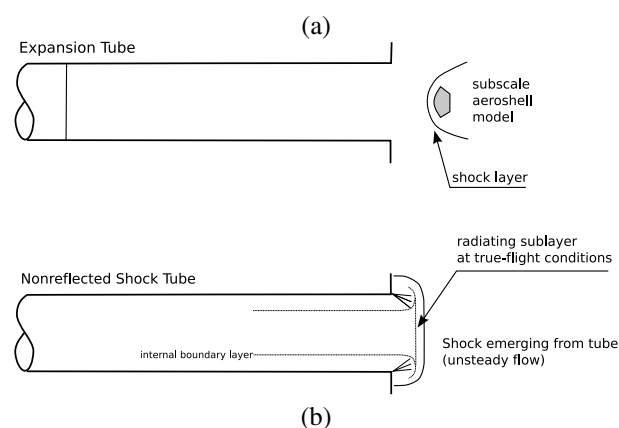 (a)
Expansion Tube
subscale
aeroshell
model
shock layer
radiating sublayer
at true-flight conditions
Nonreflected Shock Tube
Shock emerging from tube
(unsteady flow)
internal boundary layer
(b)